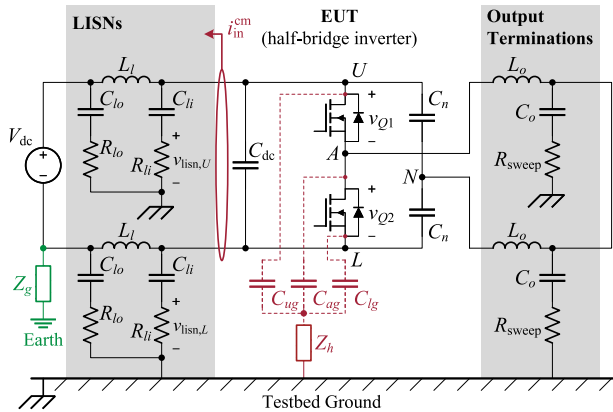 LISNs
i_in^cm
EUT
(half-bridge inverter)
Output
Terminations
L_l
U
L_o
C_lo
C_li
C_n
C_o
V_dc
+
−
R_lo
R_li
+
v_lisn,U
−
C_dc
+
v_Q1
−
A
N
R_sweep
L_l
+
v_Q2
−
C_n
L_o
L
C_lo
C_li
C_ug
C_ag
C_lg
C_o
Z_g
Earth
R_lo
R_li
+
v_lisn,L
−
Z_h
R_sweep
Testbed Ground